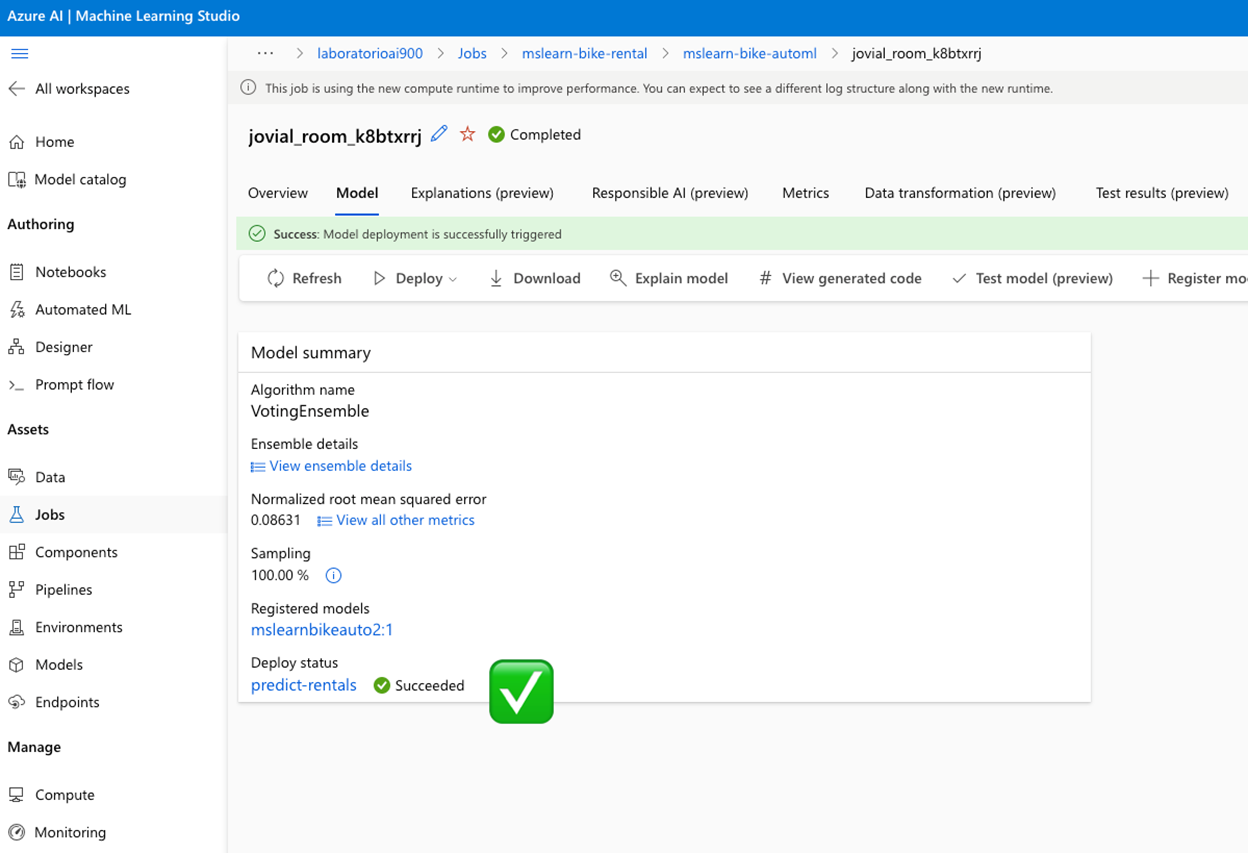 Azure AI | Machine Learning Studio
··· > laboratorioai900 > Jobs > mslearn-bike-rental > mslearn-bike-automl > jovial_room_k8btxrrj
All workspaces
Home
Model catalog
Authoring
Notebooks
Automated ML
Designer
Prompt flow
Assets
Data
Jobs
Components
Pipelines
Environments
Models
Endpoints
Manage
Compute
Monitoring
This job is using the new compute runtime to improve performance. You can expect to see a different log structure along with the new runtime.
jovial_room_k8btxrrj Completed
Overview Model Explanations (preview) Responsible AI (preview) Metrics Data transformation (preview) Test results (preview)
Success: Model deployment is successfully triggered
Refresh Deploy Download Explain model # View generated code Test model (preview) Register mo
Model summary
Algorithm name
VotingEnsemble
Ensemble details
View ensemble details
Normalized root mean squared error
0.08631 View all other metrics
Sampling
100.00 %
Registered models
mslearnbikeauto2:1
Deploy status
predict-rentals Succeeded